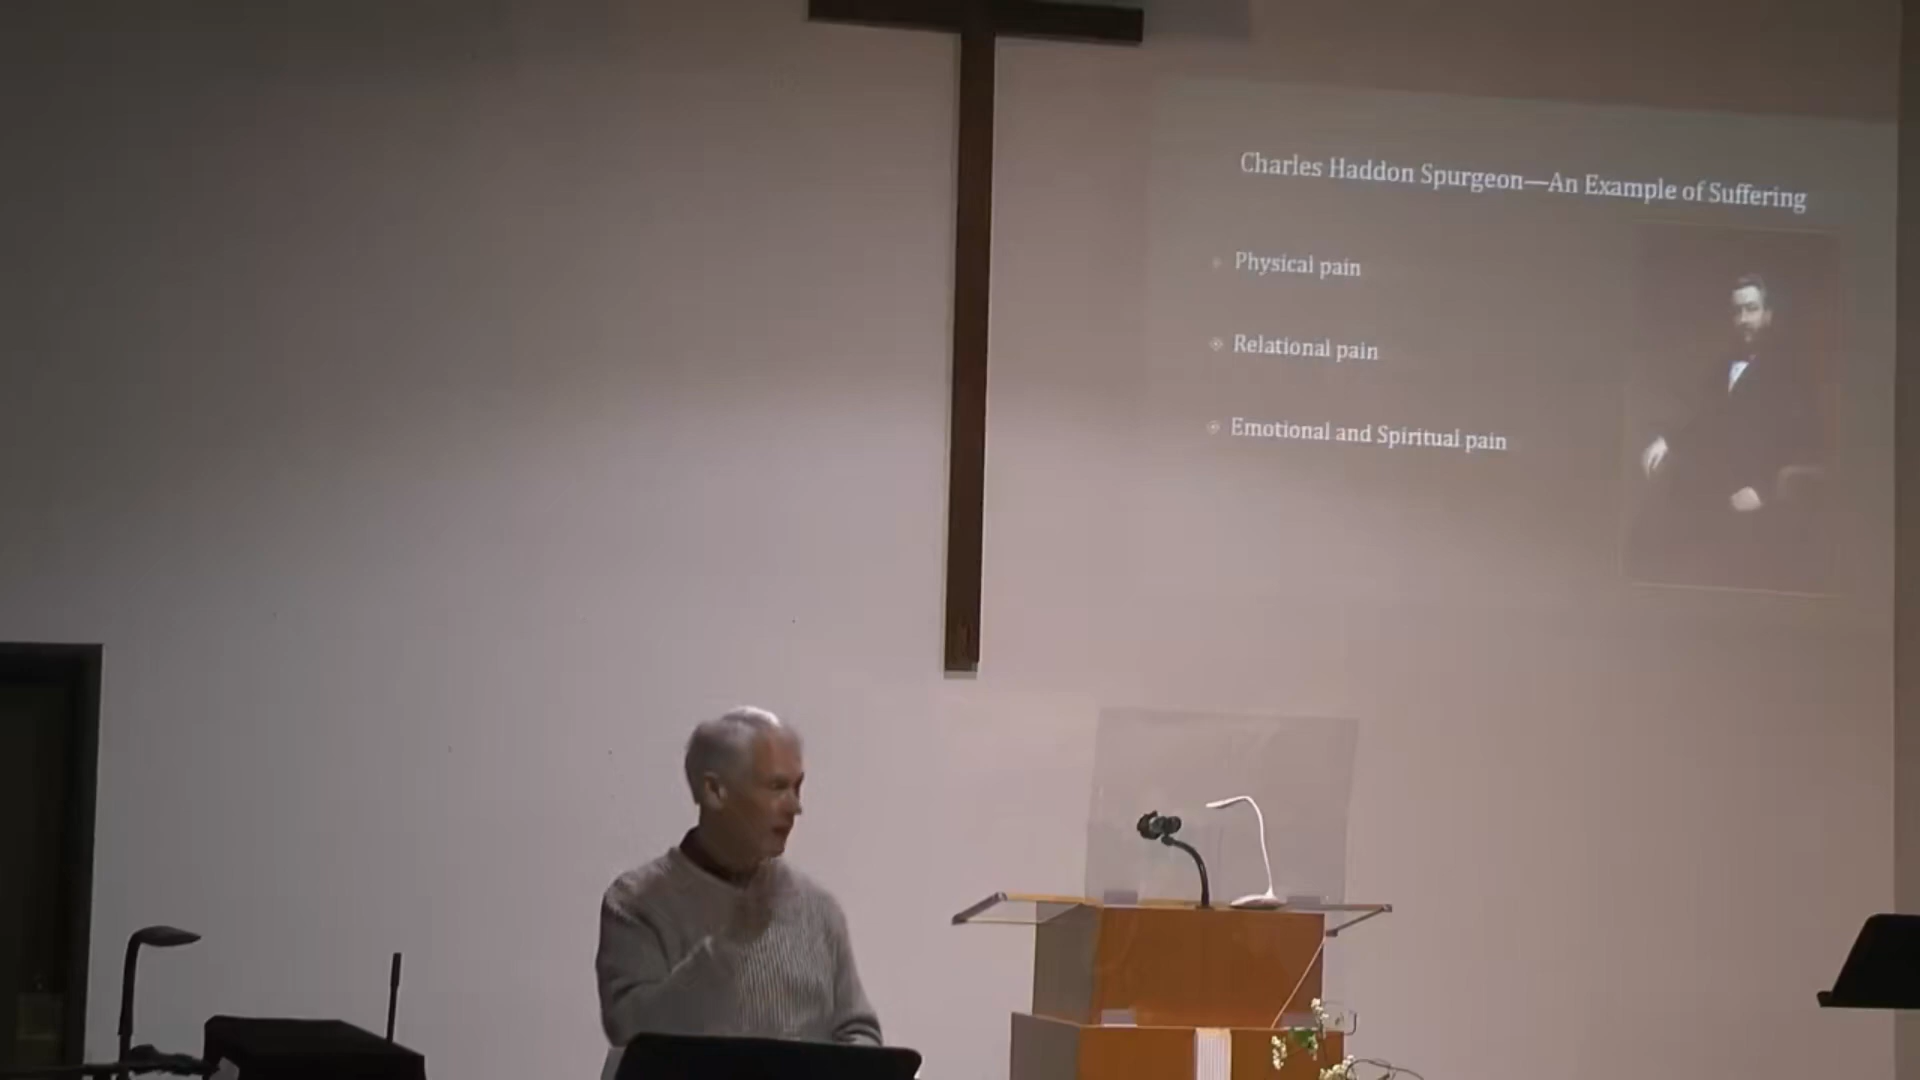 Charles Haddon Spurgeon—An Example of Suffering
Physical pain
Relational pain
Emotional and Spiritual pain